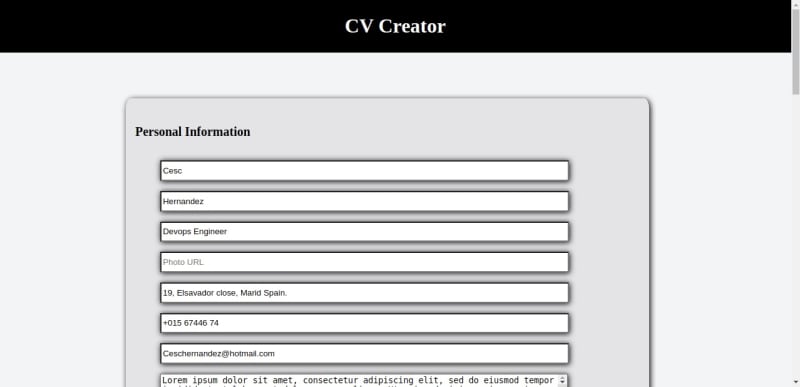 CV Creator
Personal Information
Cesc
Hernandez
Devops Engineer
Photo URL
19, Elsavador close, Marid Spain.
+015 67446 74
Ceschernandez@hotmail.com
Lorem ipsum dolor sit amet, consectetur adipiscing elit, sed do eiusmod tempor